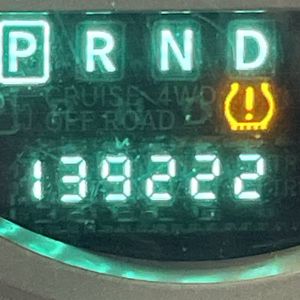 P R N D
CRUISE 4WD
OFF ROAD
139222